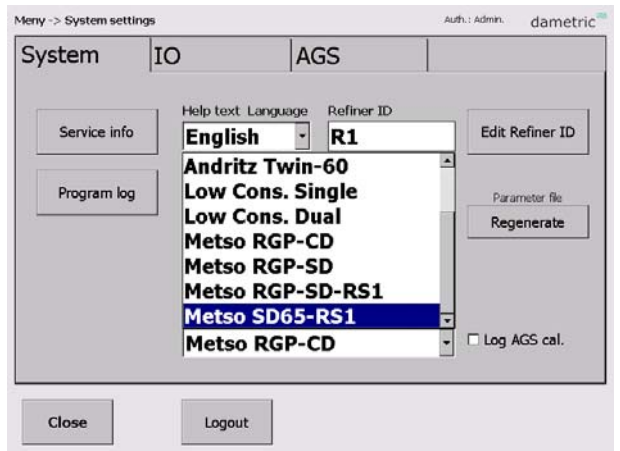 Meny -> System settings Auth.: Admin. dametric
System IO AGS
Help text Language Refiner ID
Service info English R1 Edit Refiner ID
Andritz Twin-60
Program log Low Cons. Single Parameter file
Low Cons. Dual Regenerate
Metso RGP-CD
Metso RGP-SD
Metso RGP-SD-RS1
Metso SD65-RS1
Metso RGP-CD Log AGS cal.
Close Logout